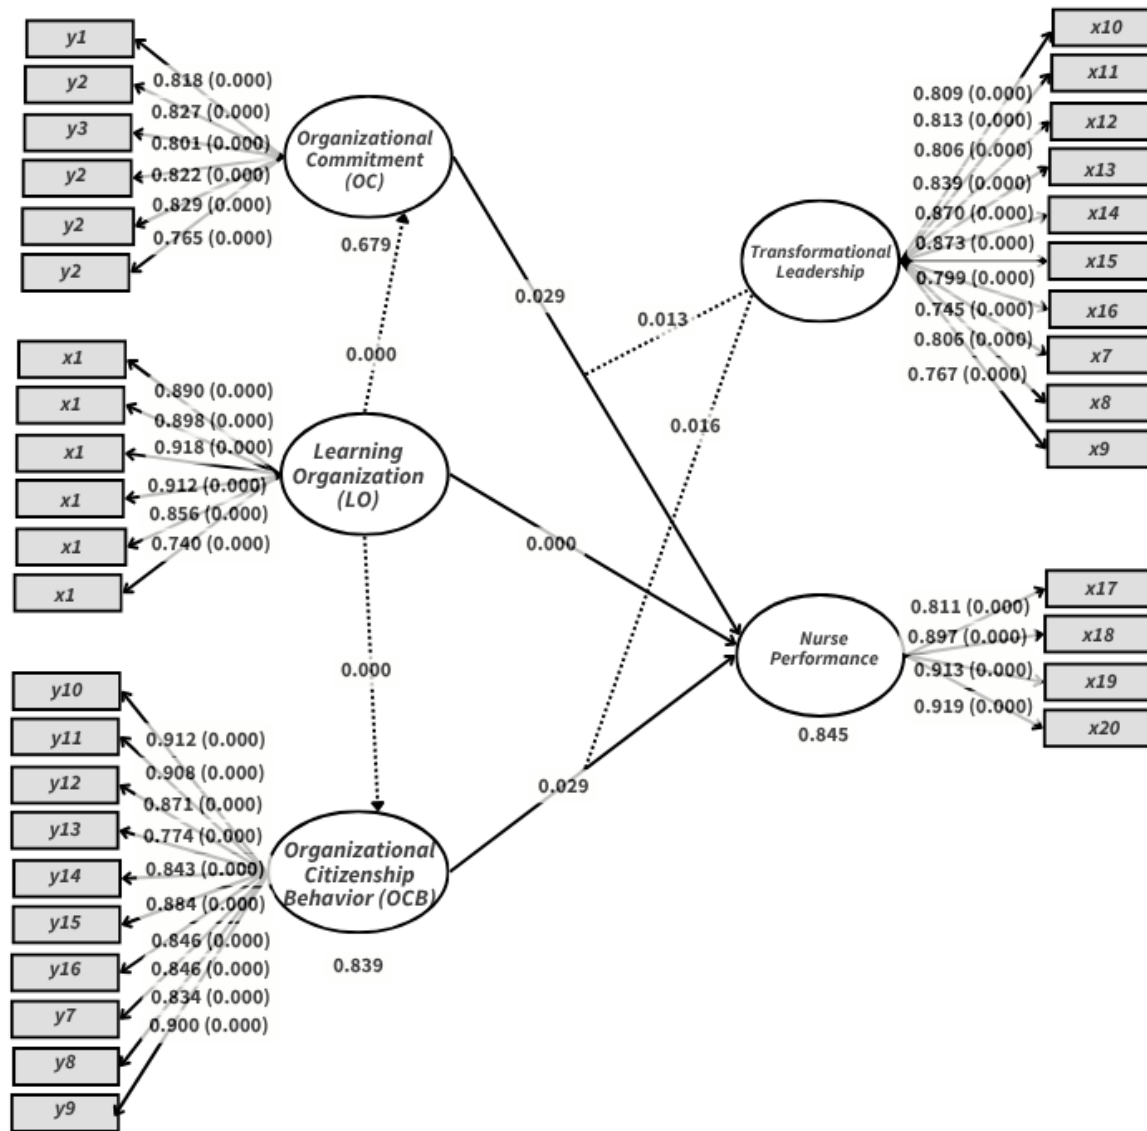 y1
y2
y3
y2
y2
y2
0.818 (0.000)
0.827 (0.000)
0.801 (0.000)
0.822 (0.000)
0.829 (0.000)
0.765 (0.000)
Organizational
Commitment
(OC)
0.679
0.000
x1
x1
x1
x1
x1
x1
0.890 (0.000)
0.898 (0.000)
0.918 (0.000)
0.912 (0.000)
0.856 (0.000)
0.740 (0.000)
Learning
Organization
(LO)
0.000
y10
y11
y12
y13
y14
y15
y16
y7
y8
y9
0.912 (0.000)
0.908 (0.000)
0.871 (0.000)
0.774 (0.000)
0.843 (0.000)
0.884 (0.000)
0.846 (0.000)
0.846 (0.000)
0.834 (0.000)
0.900 (0.000)
Organizational
Citizenship
Behavior (OCB)
0.839
0.029
0.013
0.016
0.000
0.029
Transformational
Leadership
0.809 (0.000)
0.813 (0.000)
0.806 (0.000)
0.839 (0.000)
0.870 (0.000)
0.873 (0.000)
0.799 (0.000)
0.745 (0.000)
0.806 (0.000)
0.767 (0.000)
x10
x11
x12
x13
x14
x15
x16
x7
x8
x9
Nurse
Performance
0.845
0.811 (0.000)
0.897 (0.000)
0.913 (0.000)
0.919 (0.000)
x17
x18
x19
x20